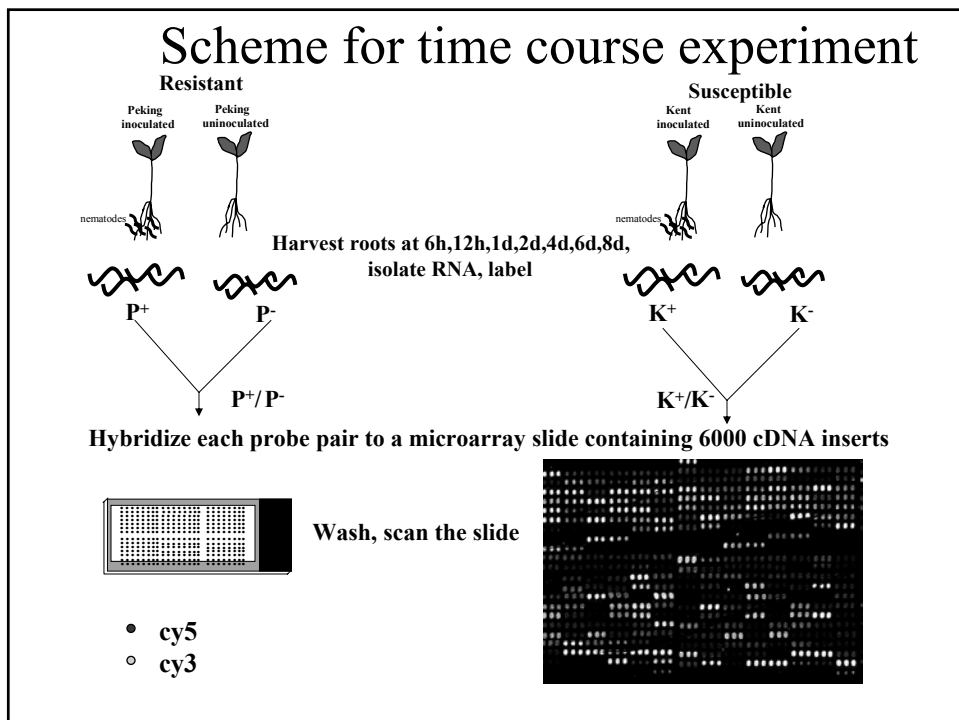 Scheme for time course experiment
Resistant
Susceptible
Peking
inoculated
Peking
uninoculated
Kent
inoculated
Kent
uninoculated
nematodes
nematodes
Harvest roots at 6h,12h,1d,2d,4d,6d,8d,
isolate RNA, label
P⁺
P⁻
K⁺
K⁻
P⁺/ P⁻
K⁺/K⁻
Hybridize each probe pair to a microarray slide containing 6000 cDNA inserts
Wash, scan the slide
• cy5
• cy3